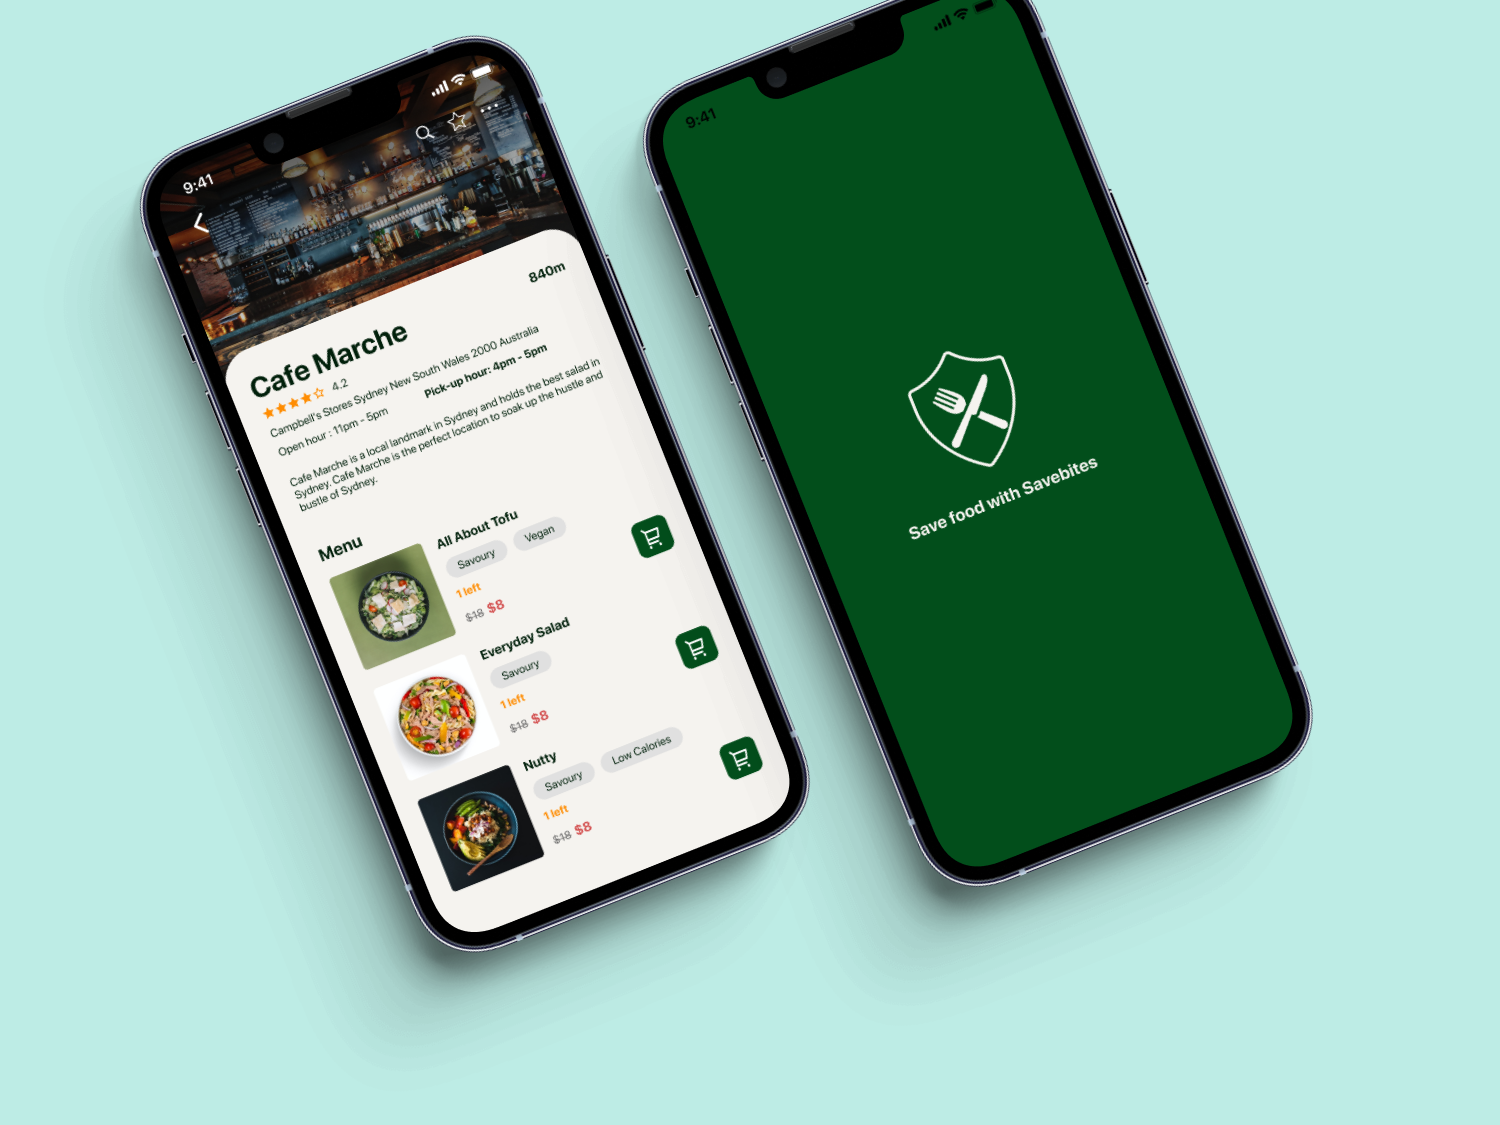 9:41
840m
Cafe Marche
4.2
Campbell's Stores Sydney New South Wales 2000 Australia
Open hour : 11pm - 5pm
Pick-up hour: 4pm - 5pm
Cafe Marche is a local landmark in Sydney and holds the best salad in
Sydney. Cafe Marche is the perfect location to soak up the hustle and
bustle of Sydney.
Menu
All About Tofu
Savoury
Vegan
1 left
$18 $8
Everyday Salad
Savoury
1 left
$18 $8
Nutty
Savoury
Low Calories
1 left
$18 $8
9:41
Save food with Savebites